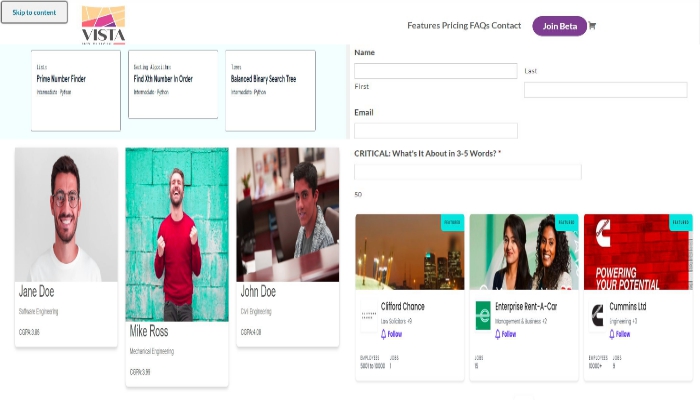 Skip to content
VISTA
Features Pricing FAQs Contact
Join Beta
Lists
Prime Number Finder
Intermediate Python
Sorting Algorithms
Find Xth Number In Order
Intermediate Python
Trees
Balanced Binary Search Tree
Intermediate Python
Name
First
Last
Email
CRITICAL: What's It About in 3-5 Words? *
50
Jane Doe
Software Engineering
CGPA:3.85
Mike Ross
Mechanical Engineering
CGPA:3.99
John Doe
Civil Engineering
CGPA:4.00
FEATURED
Clifford Chance
Law Solicitors +9
Follow
EMPLOYEES
5001 to 10000
JOBS
1
FEATURED
Enterprise Rent-A-Car
Management & Business +2
Follow
JOBS
15
FEATURED
POWERING
YOUR POTENTIAL
Cummins Ltd
Engineering +3
Follow
EMPLOYEES
10000+
JOBS